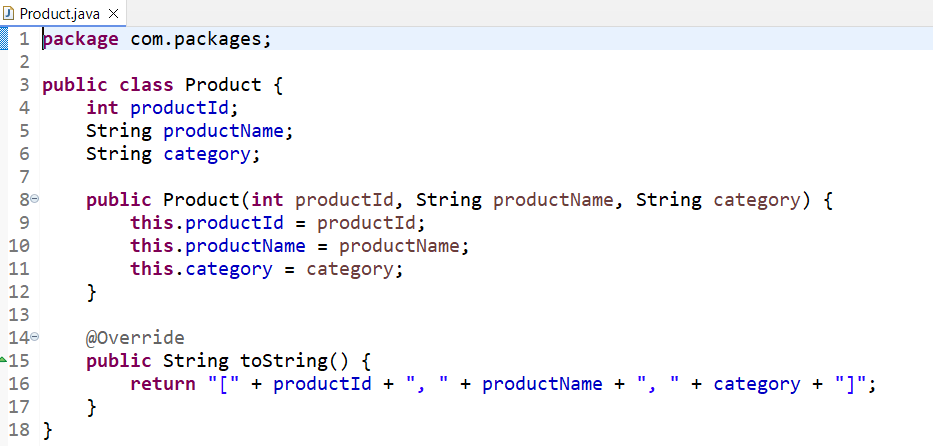 Product.java
1 package com.packages;
2
3 public class Product {
4     int productId;
5     String productName;
6     String category;
7
8     public Product(int productId, String productName, String category) {
9         this.productId = productId;
10         this.productName = productName;
11         this.category = category;
12     }
13
14     @Override
15     public String toString() {
16         return "[" + productId + ", " + productName + ", " + category + "]";
17     }
18 }